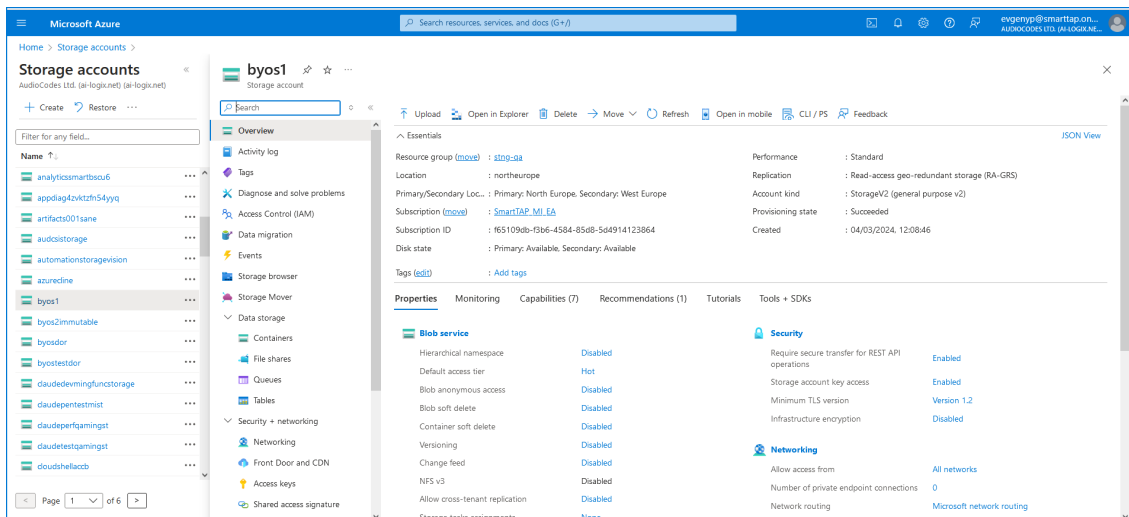 Microsoft Azure
Search resources, services, and docs (G+/)
evgenyp@smarttap.on...
AUDIOCODES LTD. (AI-LOGIX.NE...
Home > Storage accounts >
Storage accounts
AudioCodes Ltd. (ai-logix.net) (ai-logix.net)
+ Create Restore ...
Filter for any field...
Name ↑↓
analyticssmartbscu6
appdiag4zvktzfn54yyq
artifacts001sane
audcsistorage
automationstoragevision
azurecline
byos1
byos2immutable
byosdor
byostestdor
claudedevmingfuncstorage
claudepentestmist
claudeperfqamingst
claudetestqamingst
cloudshellaccb
< Page 1 of 6 >
byos1
Storage account
Search
Overview
Activity log
Tags
Diagnose and solve problems
Access Control (IAM)
Data migration
Events
Storage browser
Storage Mover
Data storage
Containers
File shares
Queues
Tables
Security + networking
Networking
Front Door and CDN
Access keys
Shared access signature
Upload Open in Explorer Delete Move Refresh Open in mobile CLI / PS Feedback
Essentials
JSON View
Resource group (move) : stng-qa
Location : northeurope
Primary/Secondary Loc... : Primary: North Europe, Secondary: West Europe
Subscription (move) : SmartTAP_MI_EA
Subscription ID : f65109db-f3b6-4584-85d8-5d4914123864
Disk state : Primary: Available, Secondary: Available
Tags (edit) : Add tags
Performance : Standard
Replication : Read-access geo-redundant storage (RA-GRS)
Account kind : StorageV2 (general purpose v2)
Provisioning state : Succeeded
Created : 04/03/2024, 12:08:46
Properties Monitoring Capabilities (7) Recommendations (1) Tutorials Tools + SDKs
Blob service
Hierarchical namespace Disabled
Default access tier Hot
Blob anonymous access Disabled
Blob soft delete Disabled
Container soft delete Disabled
Versioning Disabled
Change feed Disabled
NFS v3 Disabled
Allow cross-tenant replication Disabled
Storage tasks assignments None
Security
Require secure transfer for REST API
operations Enabled
Storage account key access Enabled
Minimum TLS version Version 1.2
Infrastructure encryption Disabled
Networking
Allow access from All networks
Number of private endpoint connections 0
Network routing Microsoft network routing